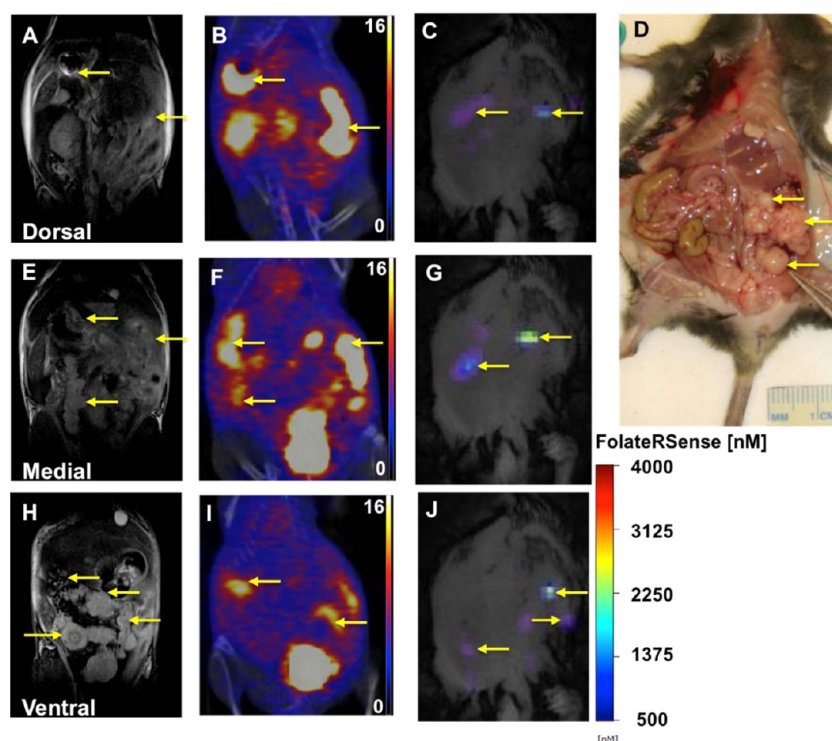 A
B
16
0
C
D
Dorsal
E
F
16
0
G
MM 1 CM
Medial
FolateRSense [nM]
4000
3125
2250
1375
500
[nM]
H
I
16
0
J
Ventral